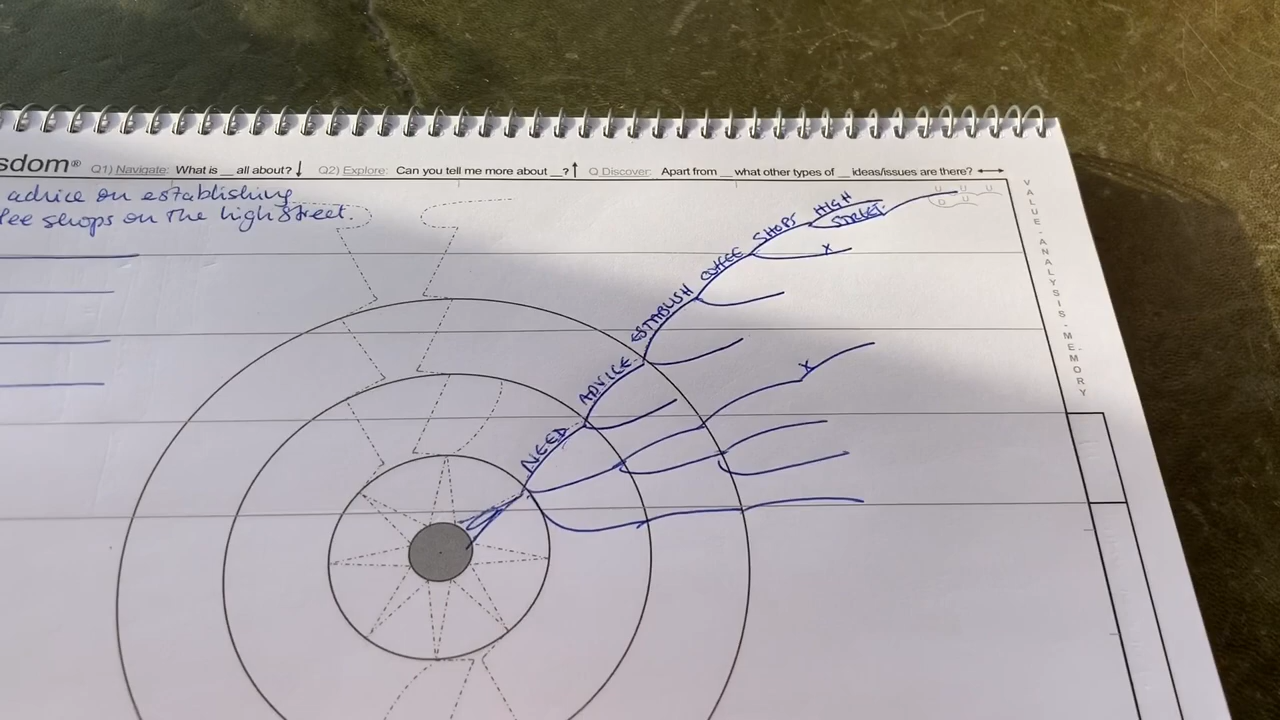 sdom® Q1) Navigate: What is __ all about? Q2) Explore: Can you tell me more about __? Q Discover: Apart from __ what other types of __ ideas/issues are there?
advice on establishing
fee shops on the high street.
NEED
ADVICE
ESTABLISH
COFFEE
SHOPS
HIGH
STREET
X
X
U U U
D U
VALUE-ANALYSIS-MEMORY